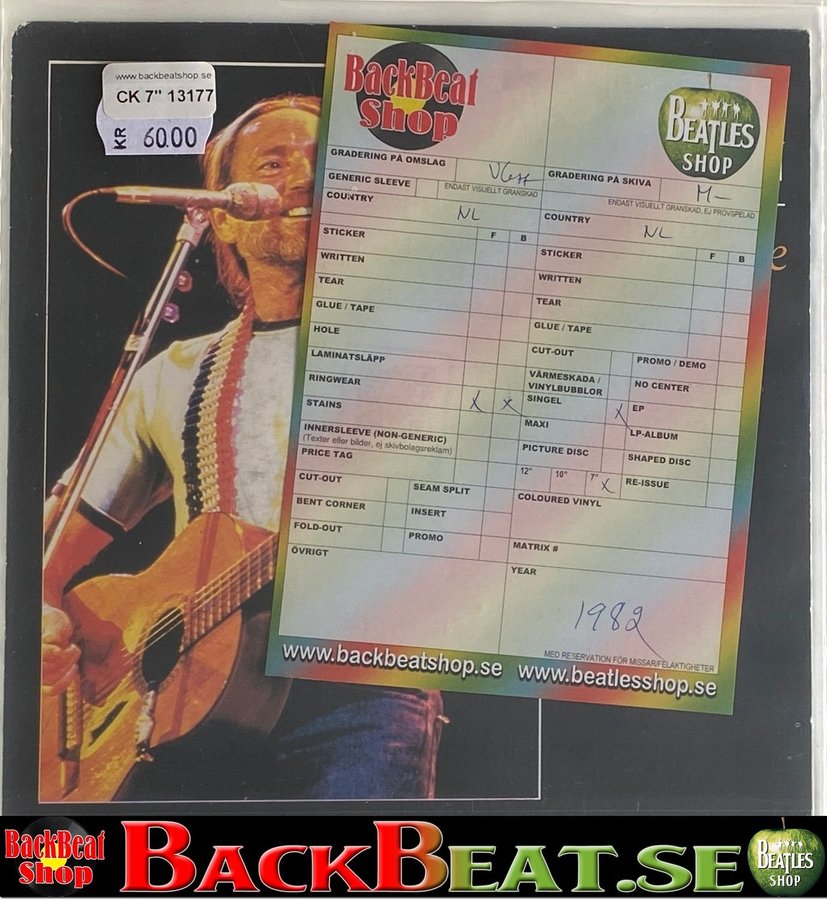 www.backbeatshop.se
CK 7" 13177
KR 60.00
BackBeat
Shop
BEATLES
SHOP
GRADERING PÅ OMSLAG
GENERIC SLEEVE
ENDAST VISUELLT GRANSKAD
COUNTRY NL
STICKER F B
WRITTEN
TEAR
GLUE / TAPE
HOLE
LAMINATSLÄPP
RINGWEAR
STAINS X X
INNERSLEEVE (NON-GENERIC)
(Texter eller bilder, ej skivbolagsreklam)
PRICE TAG
CUT-OUT SEAM SPLIT
BENT CORNER INSERT
FOLD-OUT PROMO
ÖVRIGT
GRADERING PÅ SKIVA M-
ENDAST VISUELLT GRANSKAD, EJ PROVSPELAD
COUNTRY NL
STICKER F B
WRITTEN
TEAR
GLUE / TAPE
CUT-OUT PROMO / DEMO
VÄRMESKADA /
VINYLBUBBLOR NO CENTER
SINGEL X EP
MAXI LP-ALBUM
PICTURE DISC SHAPED DISC
12" 10" 7" X RE-ISSUE
COLOURED VINYL
MATRIX #
YEAR
1982
MED RESERVATION FÖR MISSAR/FELAKTIGHETER
www.backbeatshop.se www.beatlesshop.se
e
BackBeat
Shop
BACKBEAT.SE
BEATLES
SHOP